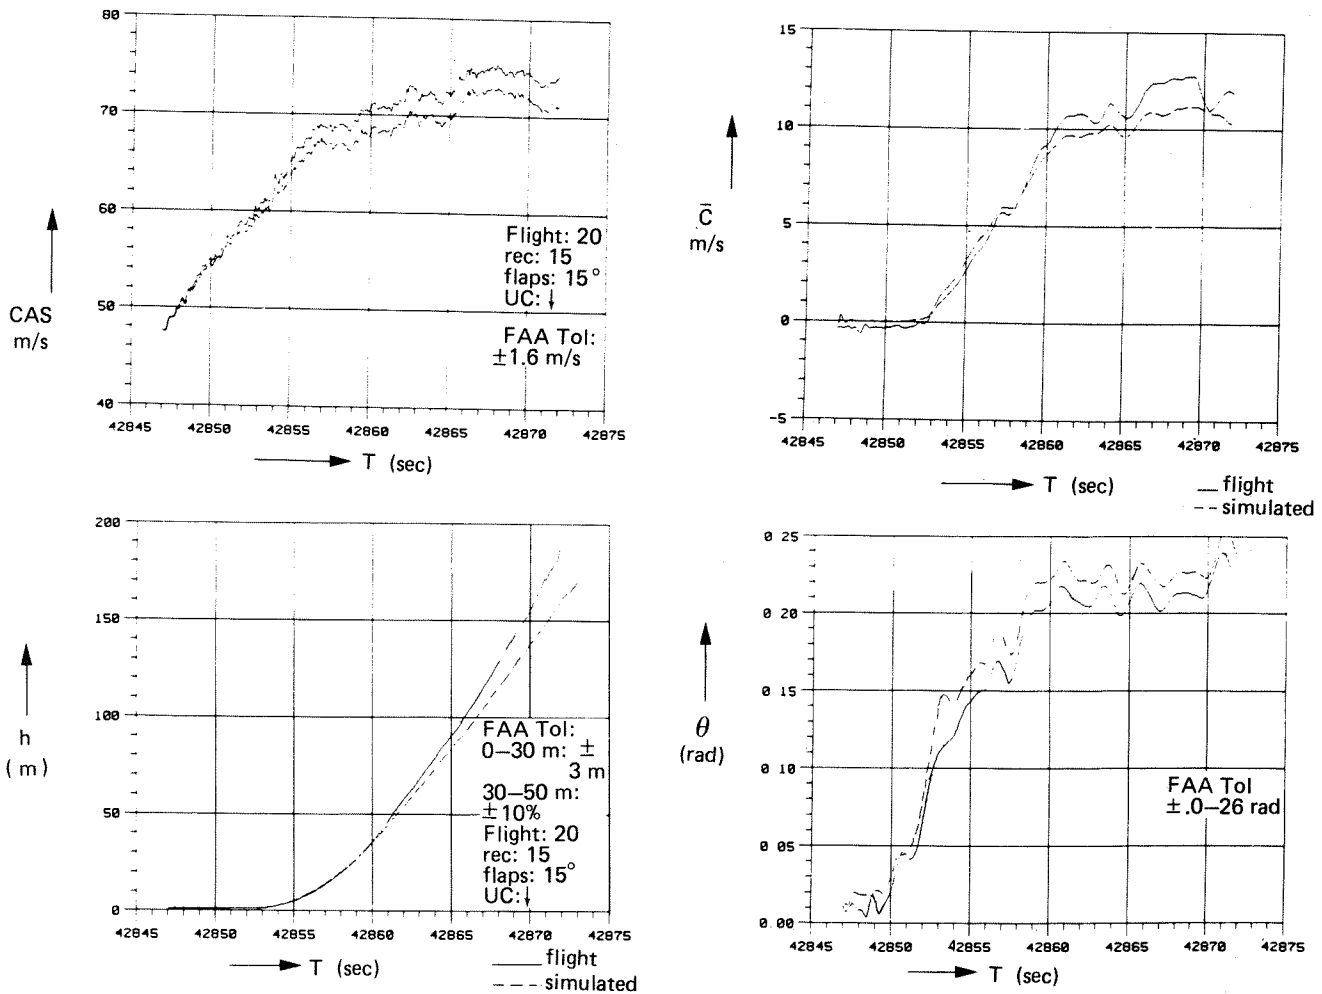 80
70
60
50
40
CAS
m/s
Flight: 20
rec: 15
flaps: 15°
UC:↓
FAA Tol:
±1.6 m/s
42845 42850 42855 42860 42865 42870 42875
T (sec)
15
10
5
0
-5
C̄
m/s
42845 42850 42855 42860 42865 42870 42875
T (sec)
flight
simulated
200
150
100
50
0
h
(m)
FAA Tol:
0–30 m: ±
3 m
30–50 m:
±10%
Flight: 20
rec: 15
flaps: 15°
UC:↓
42845 42850 42855 42860 42865 42870 42875
T (sec)
flight
simulated
0 25
0 20
0 15
0 10
0 05
0.00
θ
(rad)
FAA Tol
±.0–26 rad
42845 42850 42855 42860 42865 42870 42875
T (sec)